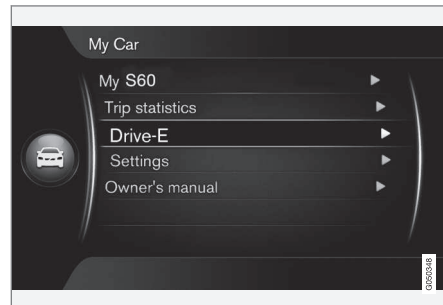 My Car
My S60
Trip statistics
Drive-E
Settings
Owner's manual
G050348